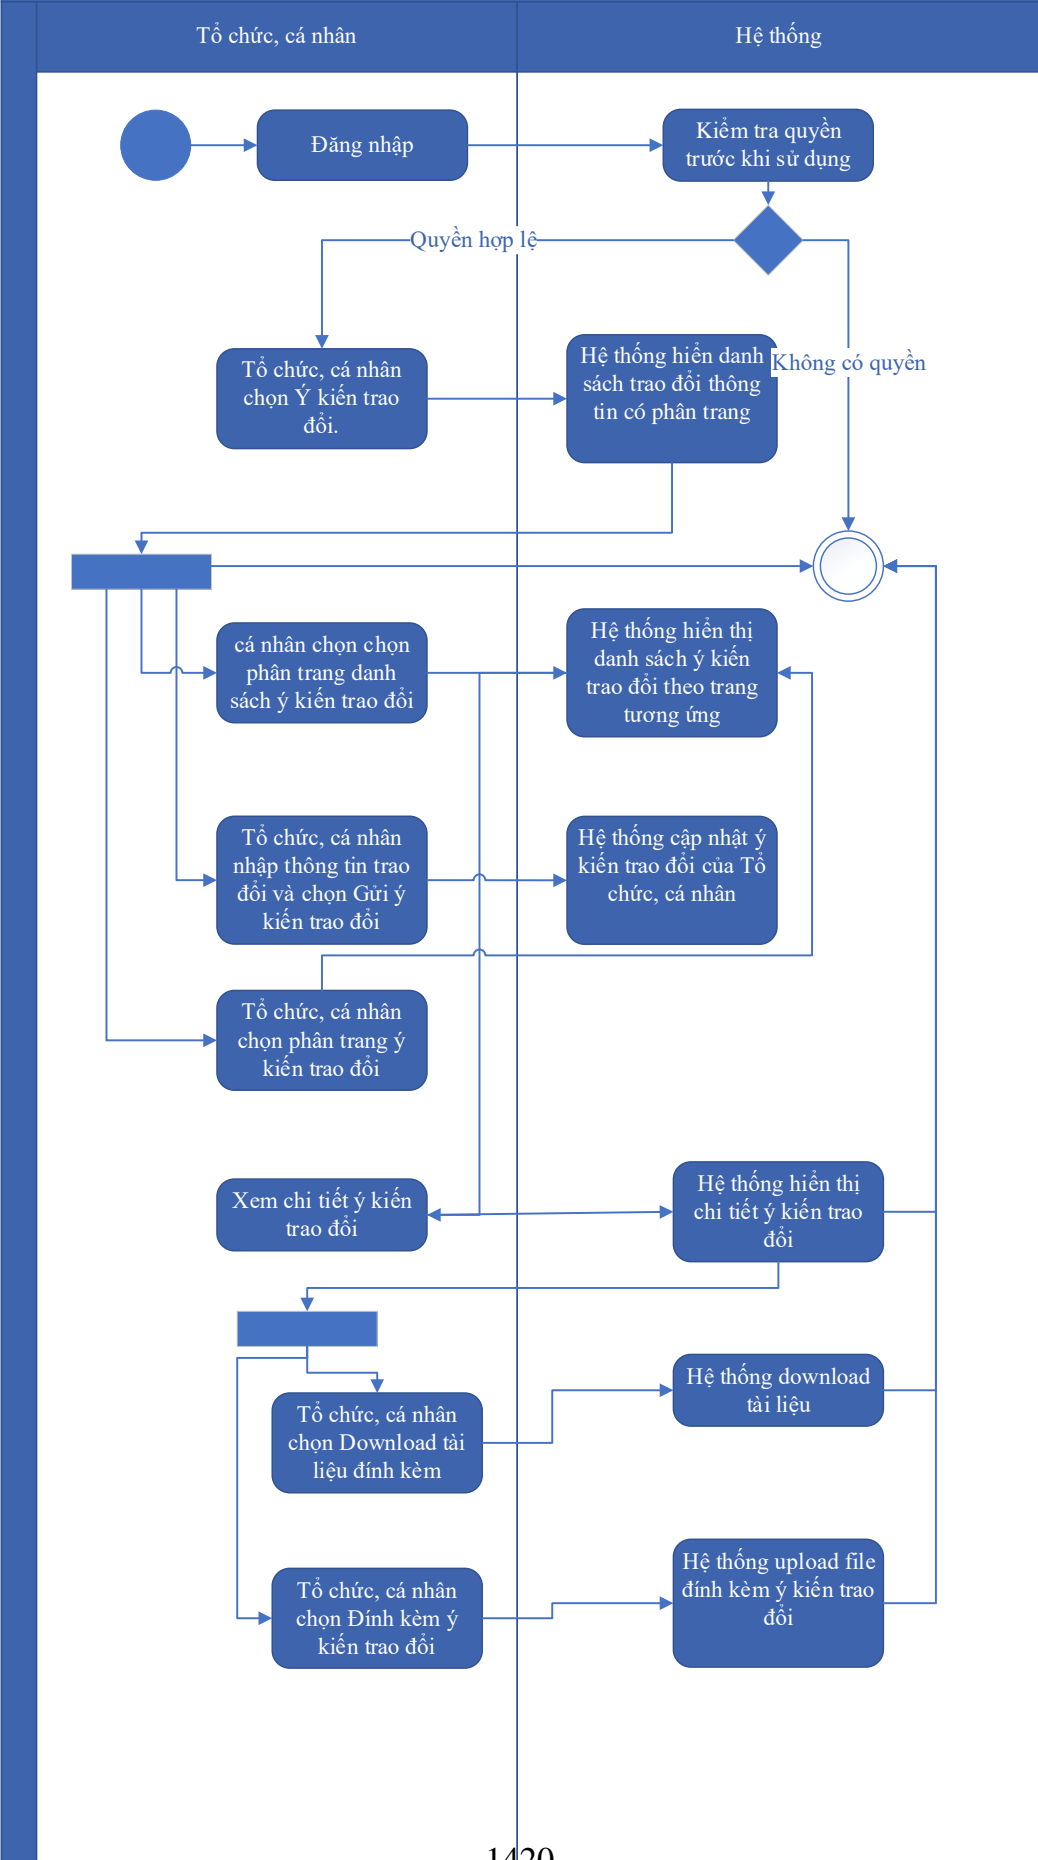 Tổ chức, cá nhân
Hệ thống
Đăng nhập
Kiểm tra quyền
trước khi sử dụng
Quyền hợp lệ
Không có quyền
Tổ chức, cá nhân
chọn Ý kiến trao
đổi.
Hệ thống hiển danh
sách trao đổi thông
tin có phân trang
cá nhân chọn chọn
phân trang danh
sách ý kiến trao đổi
Hệ thống hiển thị
danh sách ý kiến
trao đổi theo trang
tương ứng
Tổ chức, cá nhân
nhập thông tin trao
đổi và chọn Gửi ý
kiến trao đổi
Hệ thống cập nhật ý
kiến trao đổi của Tổ
chức, cá nhân
Tổ chức, cá nhân
chọn phân trang ý
kiến trao đổi
Xem chi tiết ý kiến
trao đổi
Hệ thống hiển thị
chi tiết ý kiến trao
đổi
Tổ chức, cá nhân
chọn Download tài
liệu đính kèm
Hệ thống download
tài liệu
Tổ chức, cá nhân
chọn Đính kèm ý
kiến trao đổi
Hệ thống upload file
đính kèm ý kiến trao
đổi
1420